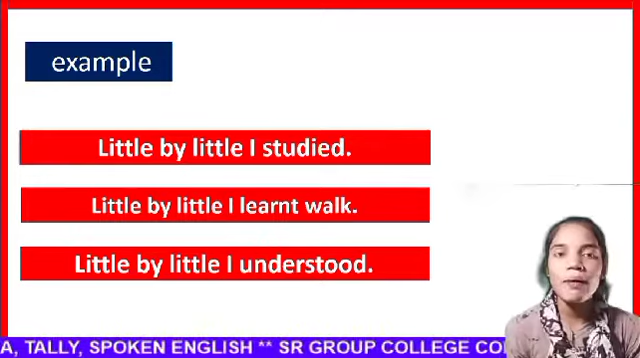 example
Little by little I studied.
Little by little I learnt walk.
Little by little I understood.
A, TALLY, SPOKEN ENGLISH ** SR GROUP COLLEGE